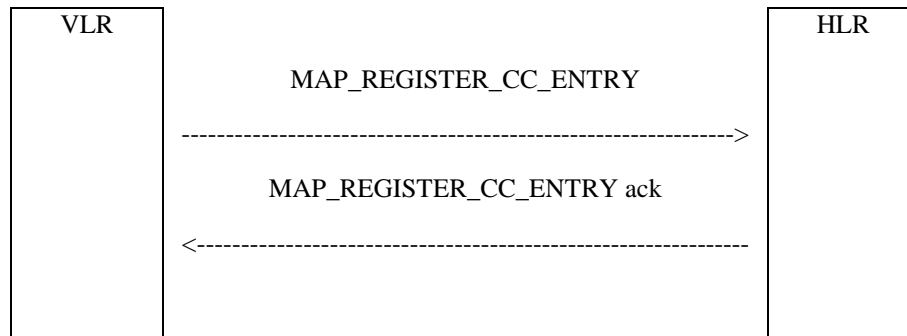 VLR
HLR
MAP_REGISTER_CC_ENTRY
-------------------------------------------------------------->
MAP_REGISTER_CC_ENTRY ack
<--------------------------------------------------------------